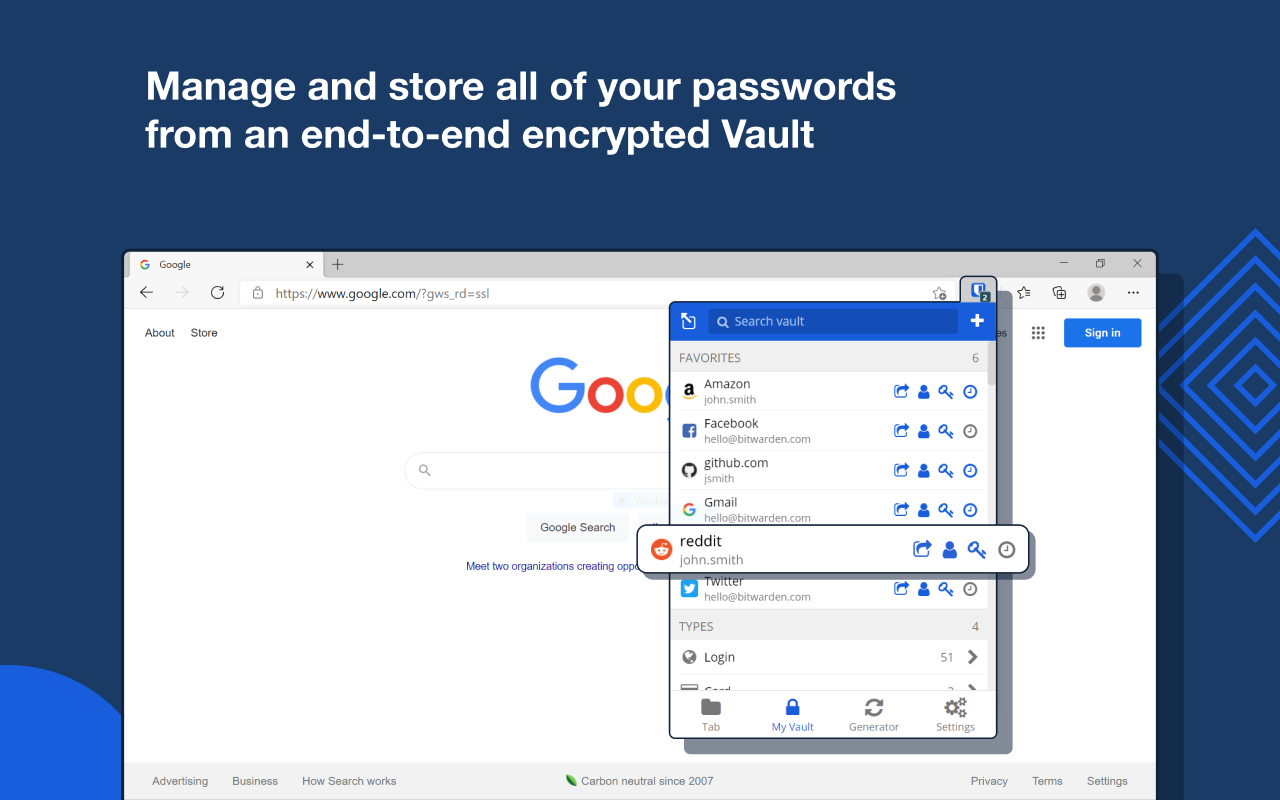 Manage and store all of your passwords
from an end-to-end encrypted Vault
Google
https://www.google.com/?gws_rd=ssl
2
About
Store
Sign in
Goo
Google Search
Meet two organizations creating
Search vault
FAVORITES
6
Amazon
john.smith
Facebook
hello@bitwarden.com
github.com
jsmith
Gmail
hello@bitwarden.com
reddit
john.smith
Twitter
hello@bitwarden.com
TYPES
4
Login
51
Card
Tab
My Vault
Generator
Settings
Advertising
Business
How Search works
Carbon neutral since 2007
Privacy
Terms
Settings